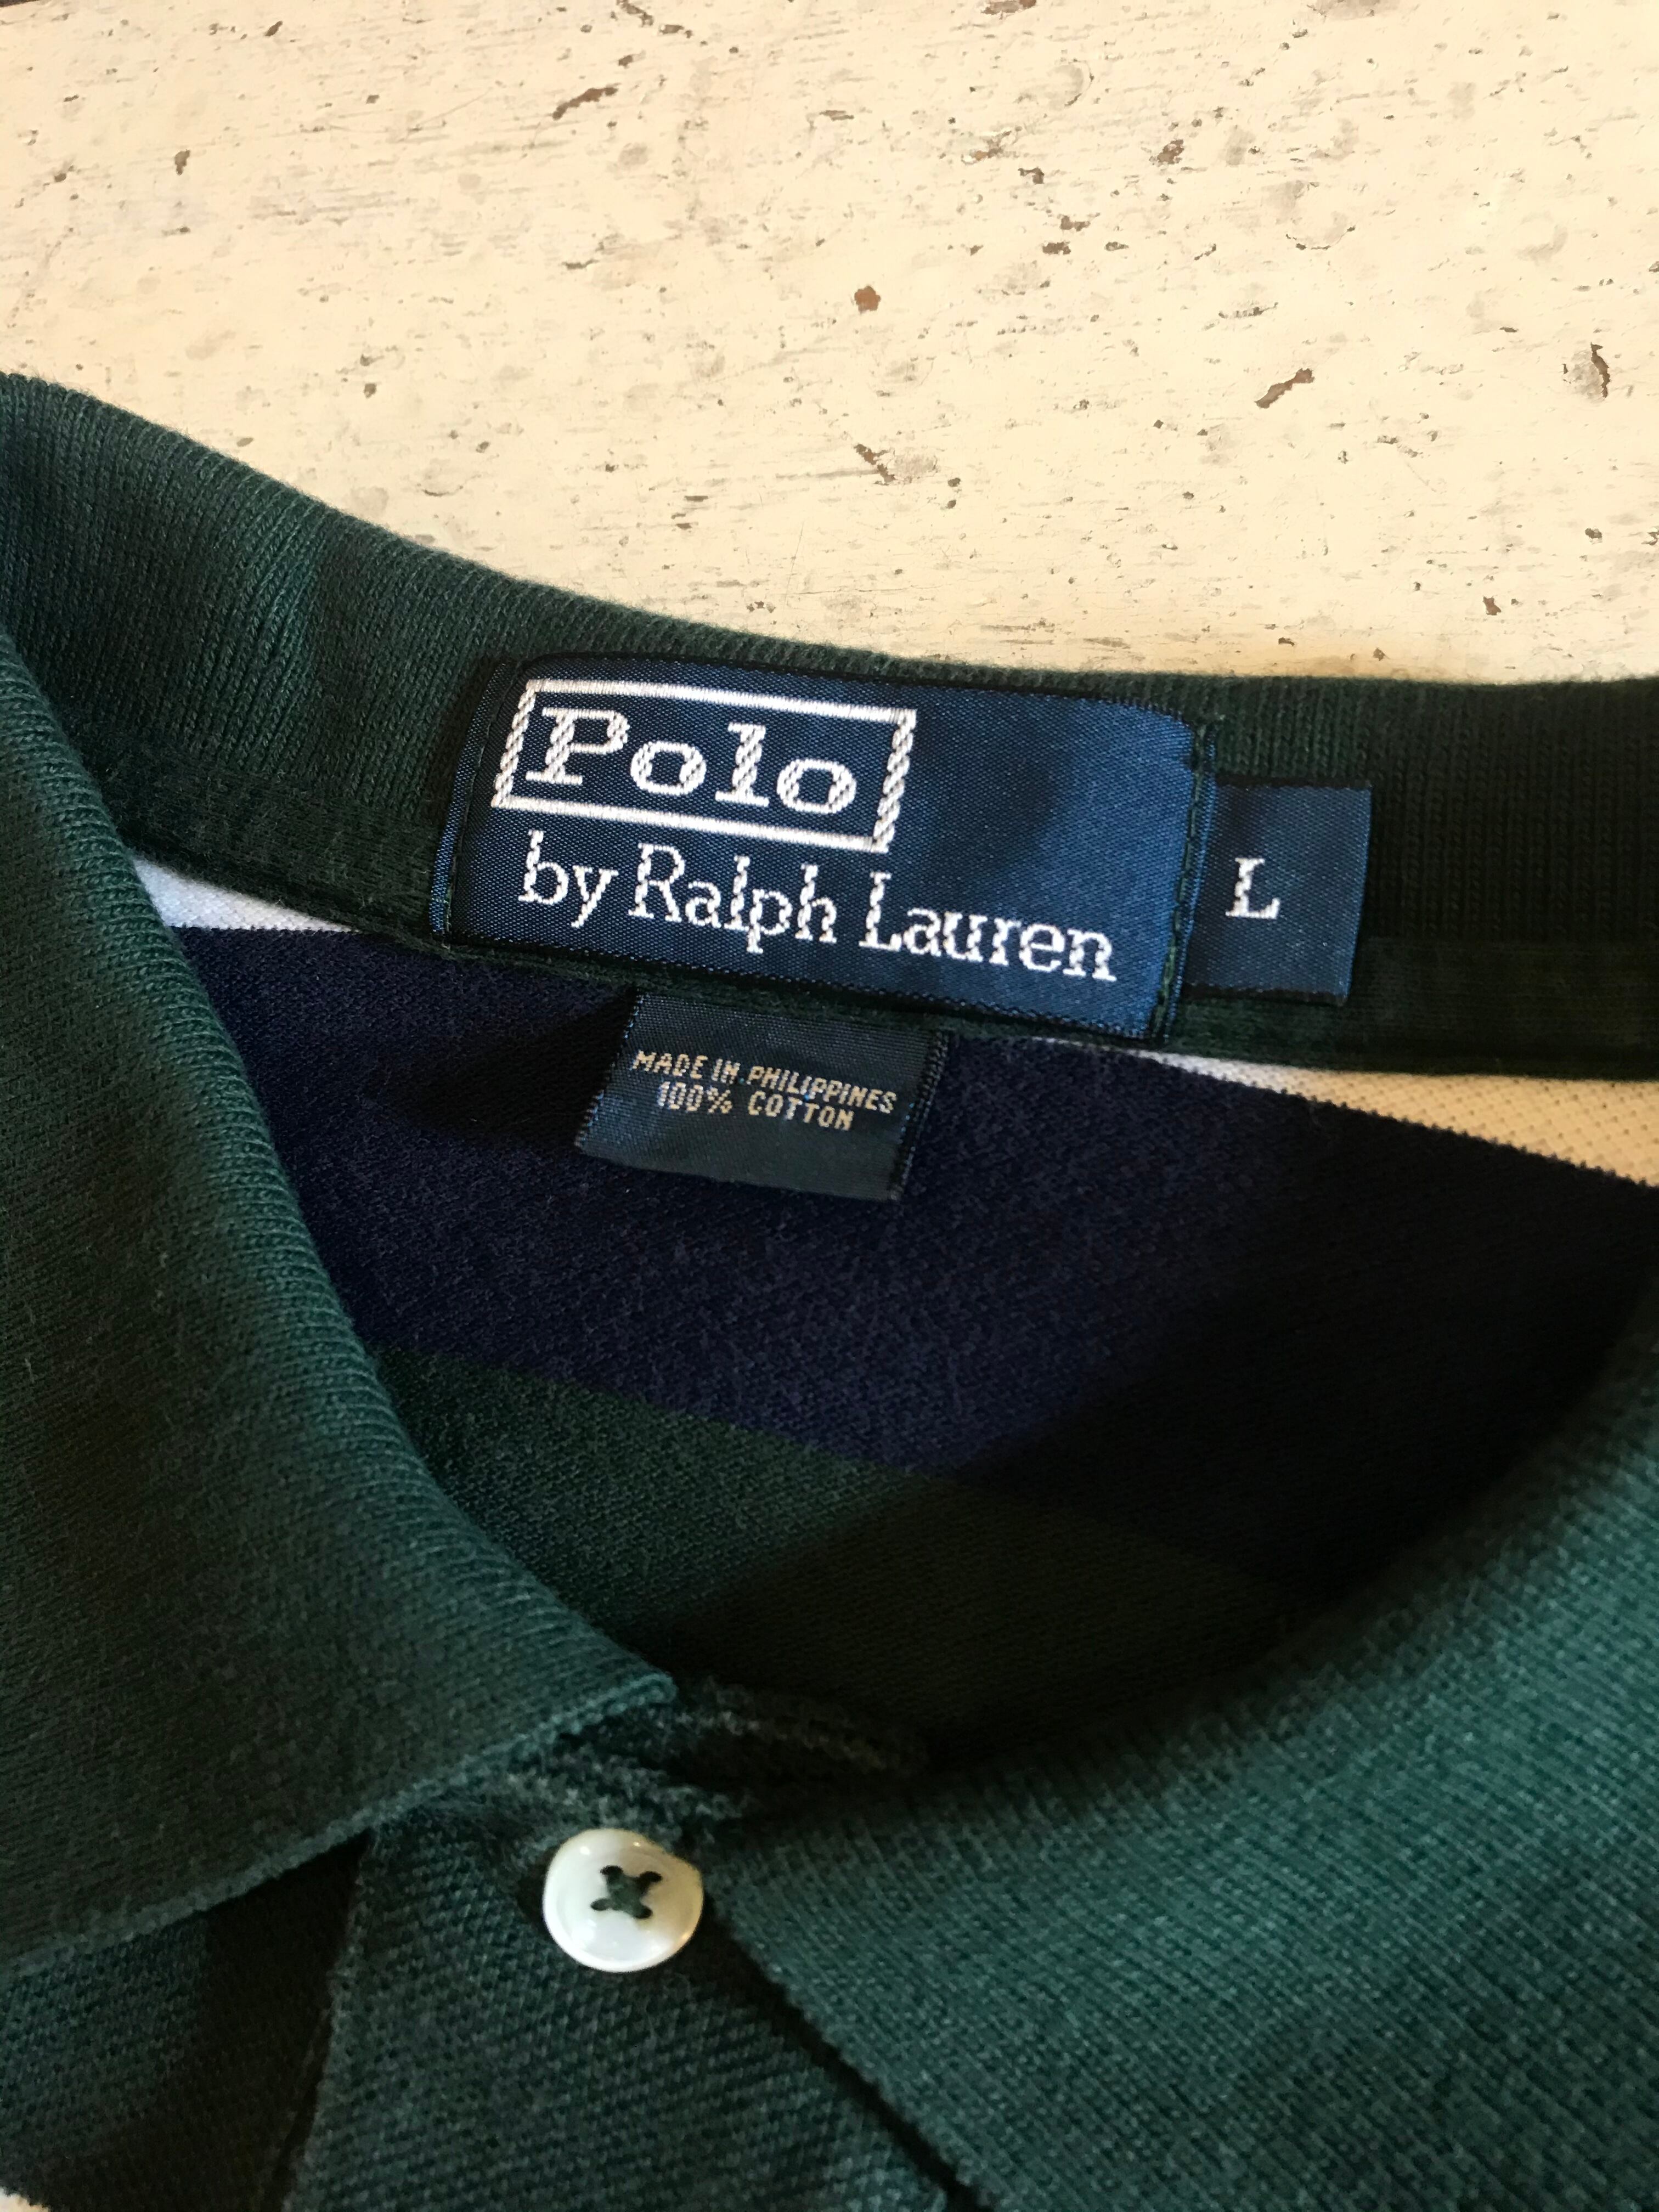 Polo
by Ralph Lauren
L
MADE IN PHILIPPINES
100% COTTON